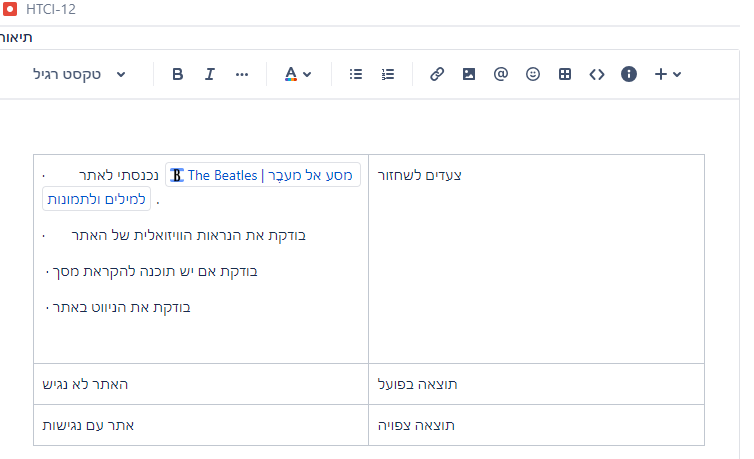 HTCI-12
תיאור
טקסט רגיל
B I ... A @ <> i +
צעדים לשחזור
· נכנסתי לאתר The Beatles | מסע אל מעבֶר
למילים ולתמונות .
· בודקת את הנראות הוויזואלית של האתר
· בודקת אם יש תוכנה להקראת מסך
· בודקת את הניווט באתר
תוצאה בפועל
האתר לא נגיש
תוצאה צפויה
אתר עם נגישות